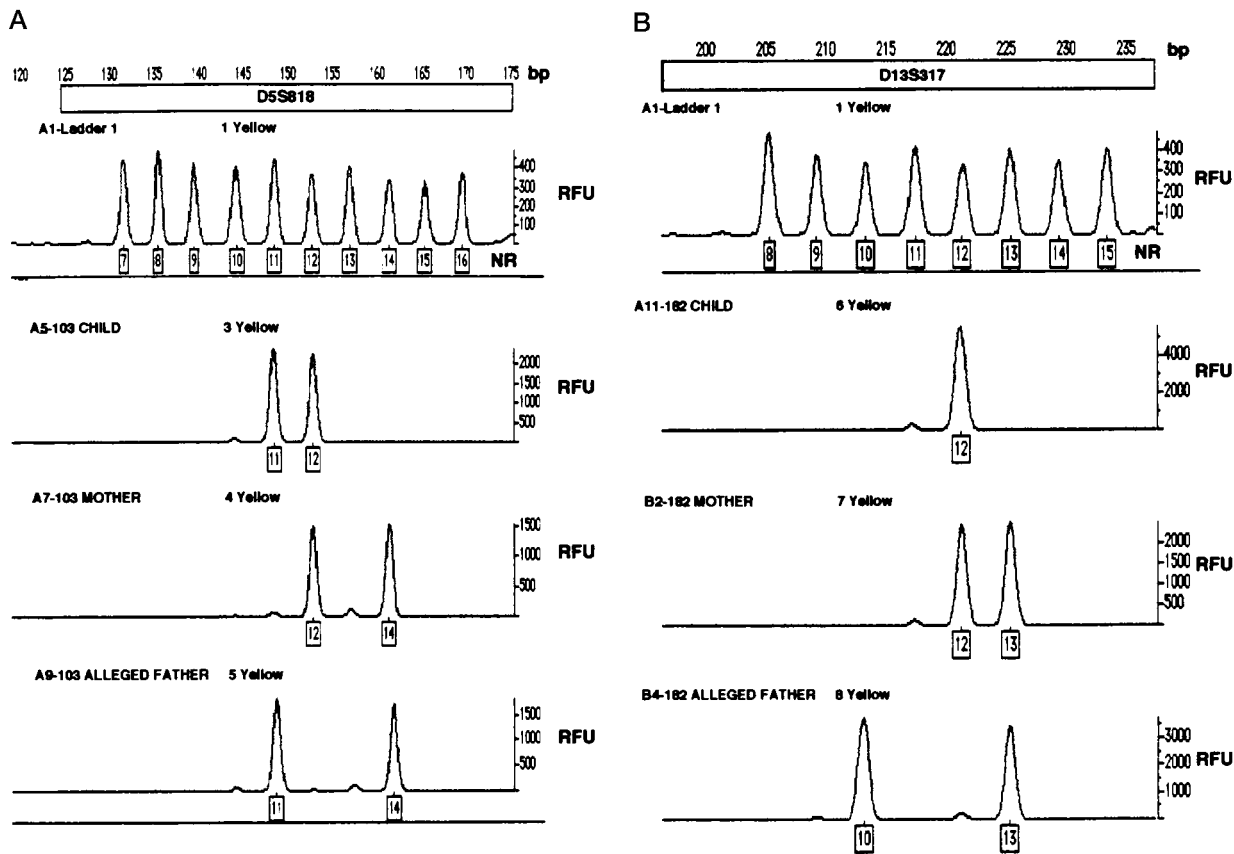 A
120 125 130 135 140 145 150 155 160 165 170 175 bp
D5S818
A1-Ladder 1 1 Yellow
400
300
200
100
RFU
7 8 9 10 11 12 13 14 15 16 NR
A5-103 CHILD 3 Yellow
2000
1500
1000
500
RFU
11 12
A7-103 MOTHER 4 Yellow
1500
1000
500
RFU
12 14
A9-103 ALLEGED FATHER 5 Yellow
1500
1000
500
RFU
11 14
B
200 205 210 215 220 225 230 235 bp
D13S317
A1-Ladder 1 1 Yellow
400
300
200
100
RFU
8 9 10 11 12 13 14 15 NR
A11-182 CHILD 6 Yellow
4000
2000
RFU
12
B2-182 MOTHER 7 Yellow
2000
1500
1000
500
RFU
12 13
B4-182 ALLEGED FATHER 8 Yellow
3000
2000
1000
RFU
10 13